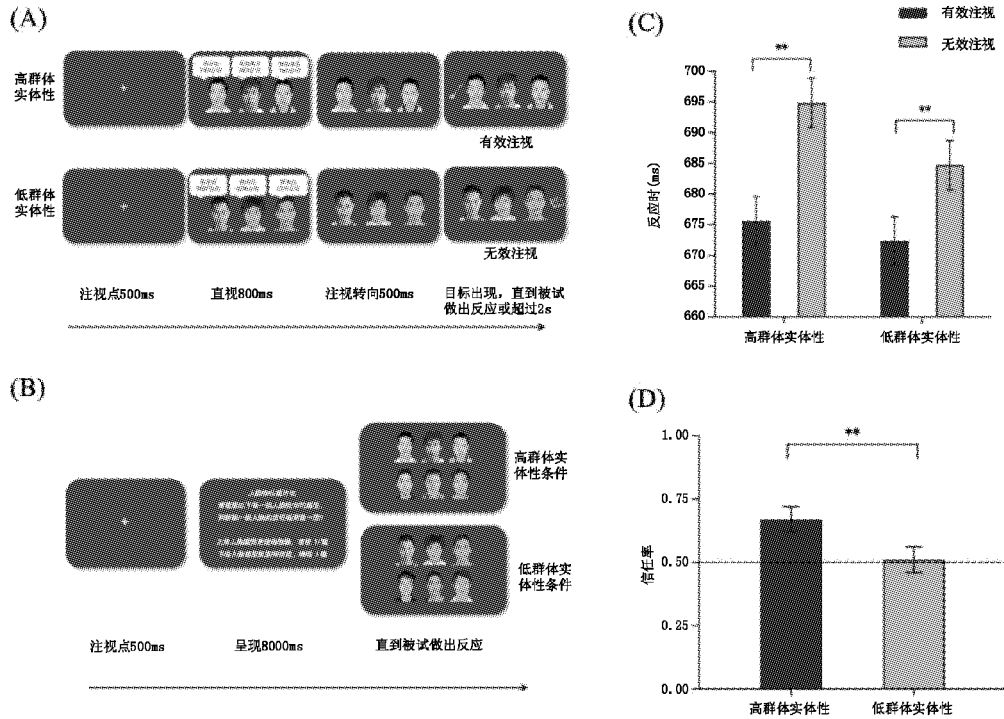 (A)
高群体
实体性
有效注视
低群体
实体性
无效注视
注视点500ms
直视800ms
注视转向500ms
目标出现，直到被试
做出反应或超过2s
(B)
高群体实
体性条件
低群体实
体性条件
注视点500ms
呈现8000ms
直到被试做出反应
(C)
有效注视
无效注视
**
**
反应时(ms)
700
695
690
685
680
675
670
665
660
高群体实体性
低群体实体性
(D)
**
信任率
1.00
0.75
0.50
0.25
0.00
高群体实体性
低群体实体性